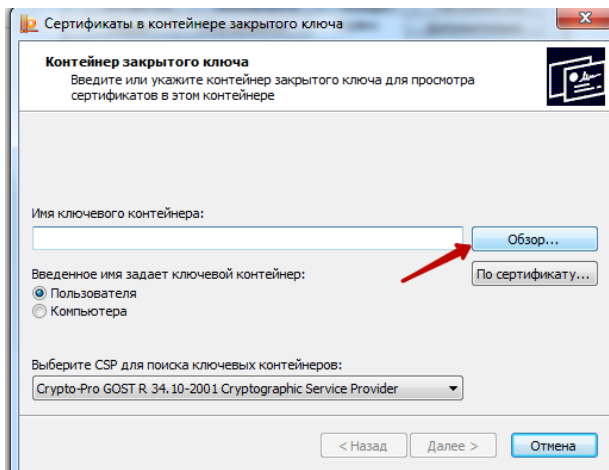 Сертификаты в контейнере закрытого ключа
Контейнер закрытого ключа
Введите или укажите контейнер закрытого ключа для просмотра
сертификатов в этом контейнере
Имя ключевого контейнера:
Обзор...
Введенное имя задает ключевой контейнер:
По сертификату...
Пользователя
Компьютера
Выберите CSP для поиска ключевых контейнеров:
Crypto-Pro GOST R 34.10-2001 Cryptographic Service Provider
< Назад
Далее >
Отмена